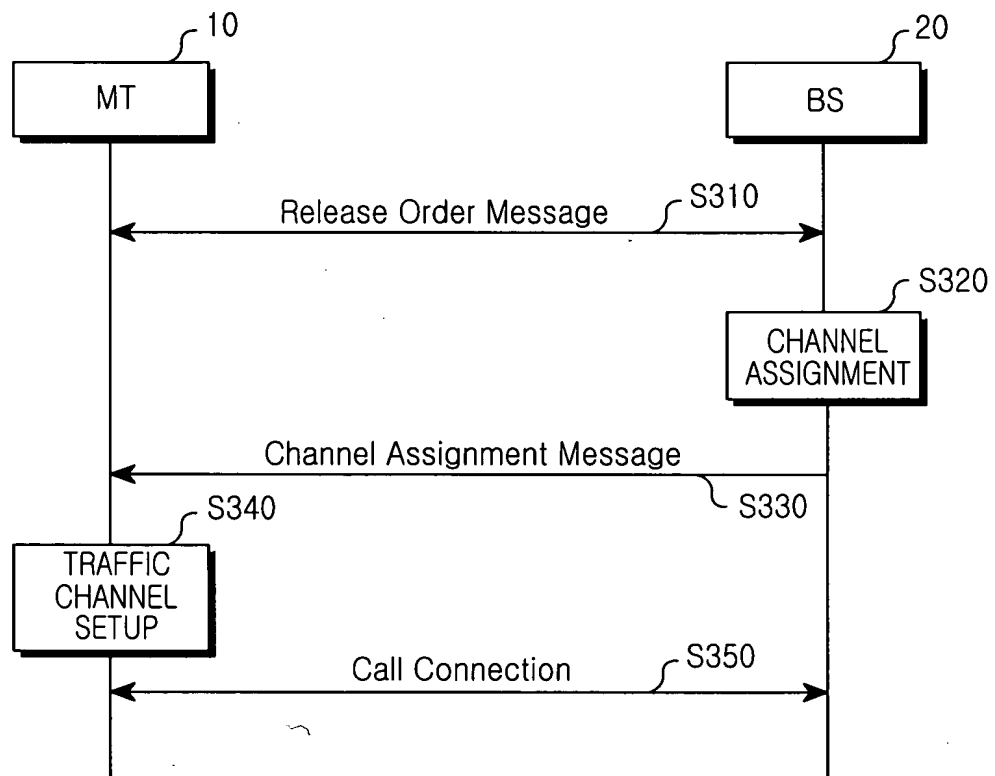 10
20
MT
BS
S310
Release Order Message
S320
CHANNEL
ASSIGNMENT
Channel Assignment Message
S330
S340
TRAFFIC
CHANNEL
SETUP
S350
Call Connection